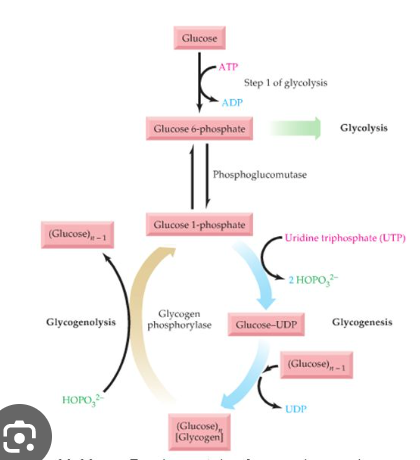 Glucose
ATP
Step 1 of glycolysis
ADP
Glucose 6-phosphate
Glycolysis
Phosphoglucomutase
Glucose 1-phosphate
(Glucose)n – 1
Uridine triphosphate (UTP)
2 HOPO₃²⁻
Glycogenolysis
Glycogen
phosphorylase
Glucose–UDP
Glycogenesis
(Glucose)n – 1
HOPO₃²⁻
UDP
(Glucose)n
[Glycogen]